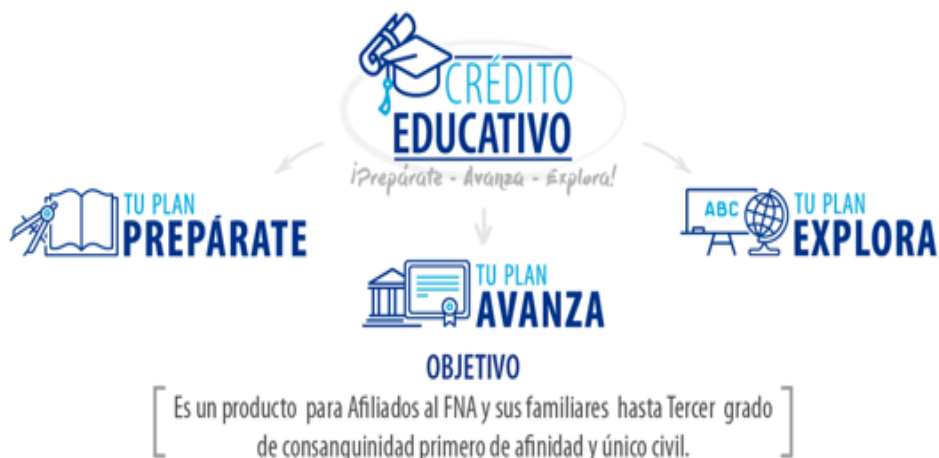 CRÉDITO
EDUCATIVO
¡Prepárate - Avanza - Explora!
TU PLAN
PREPÁRATE
ABC
TU PLAN
EXPLORA
TU PLAN
AVANZA
OBJETIVO
Es un producto para Afiliados al FNA y sus familiares hasta Tercer grado
de consanguinidad primero de afinidad y único civil.